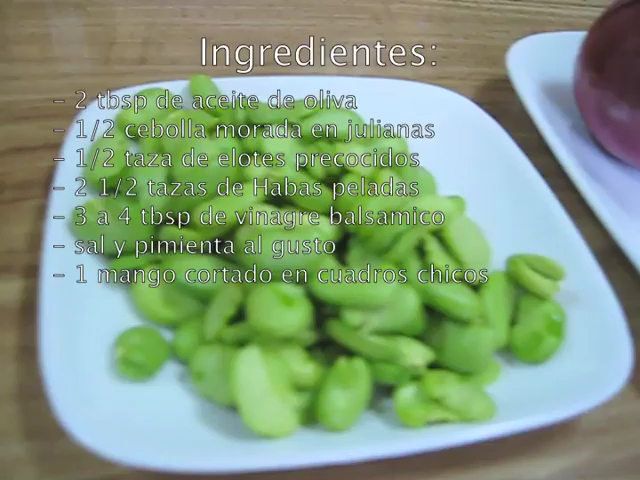 Ingredientes:
- 2 tbsp de aceite de oliva
- 1/2 cebolla morada en julianas
- 1/2 taza de elotes precocidos
- 2 1/2 tazas de Habas peladas
- 3 a 4 tbsp de vinagre balsamico
- sal y pimienta al gusto
- 1 mango cortado en cuadros chicos